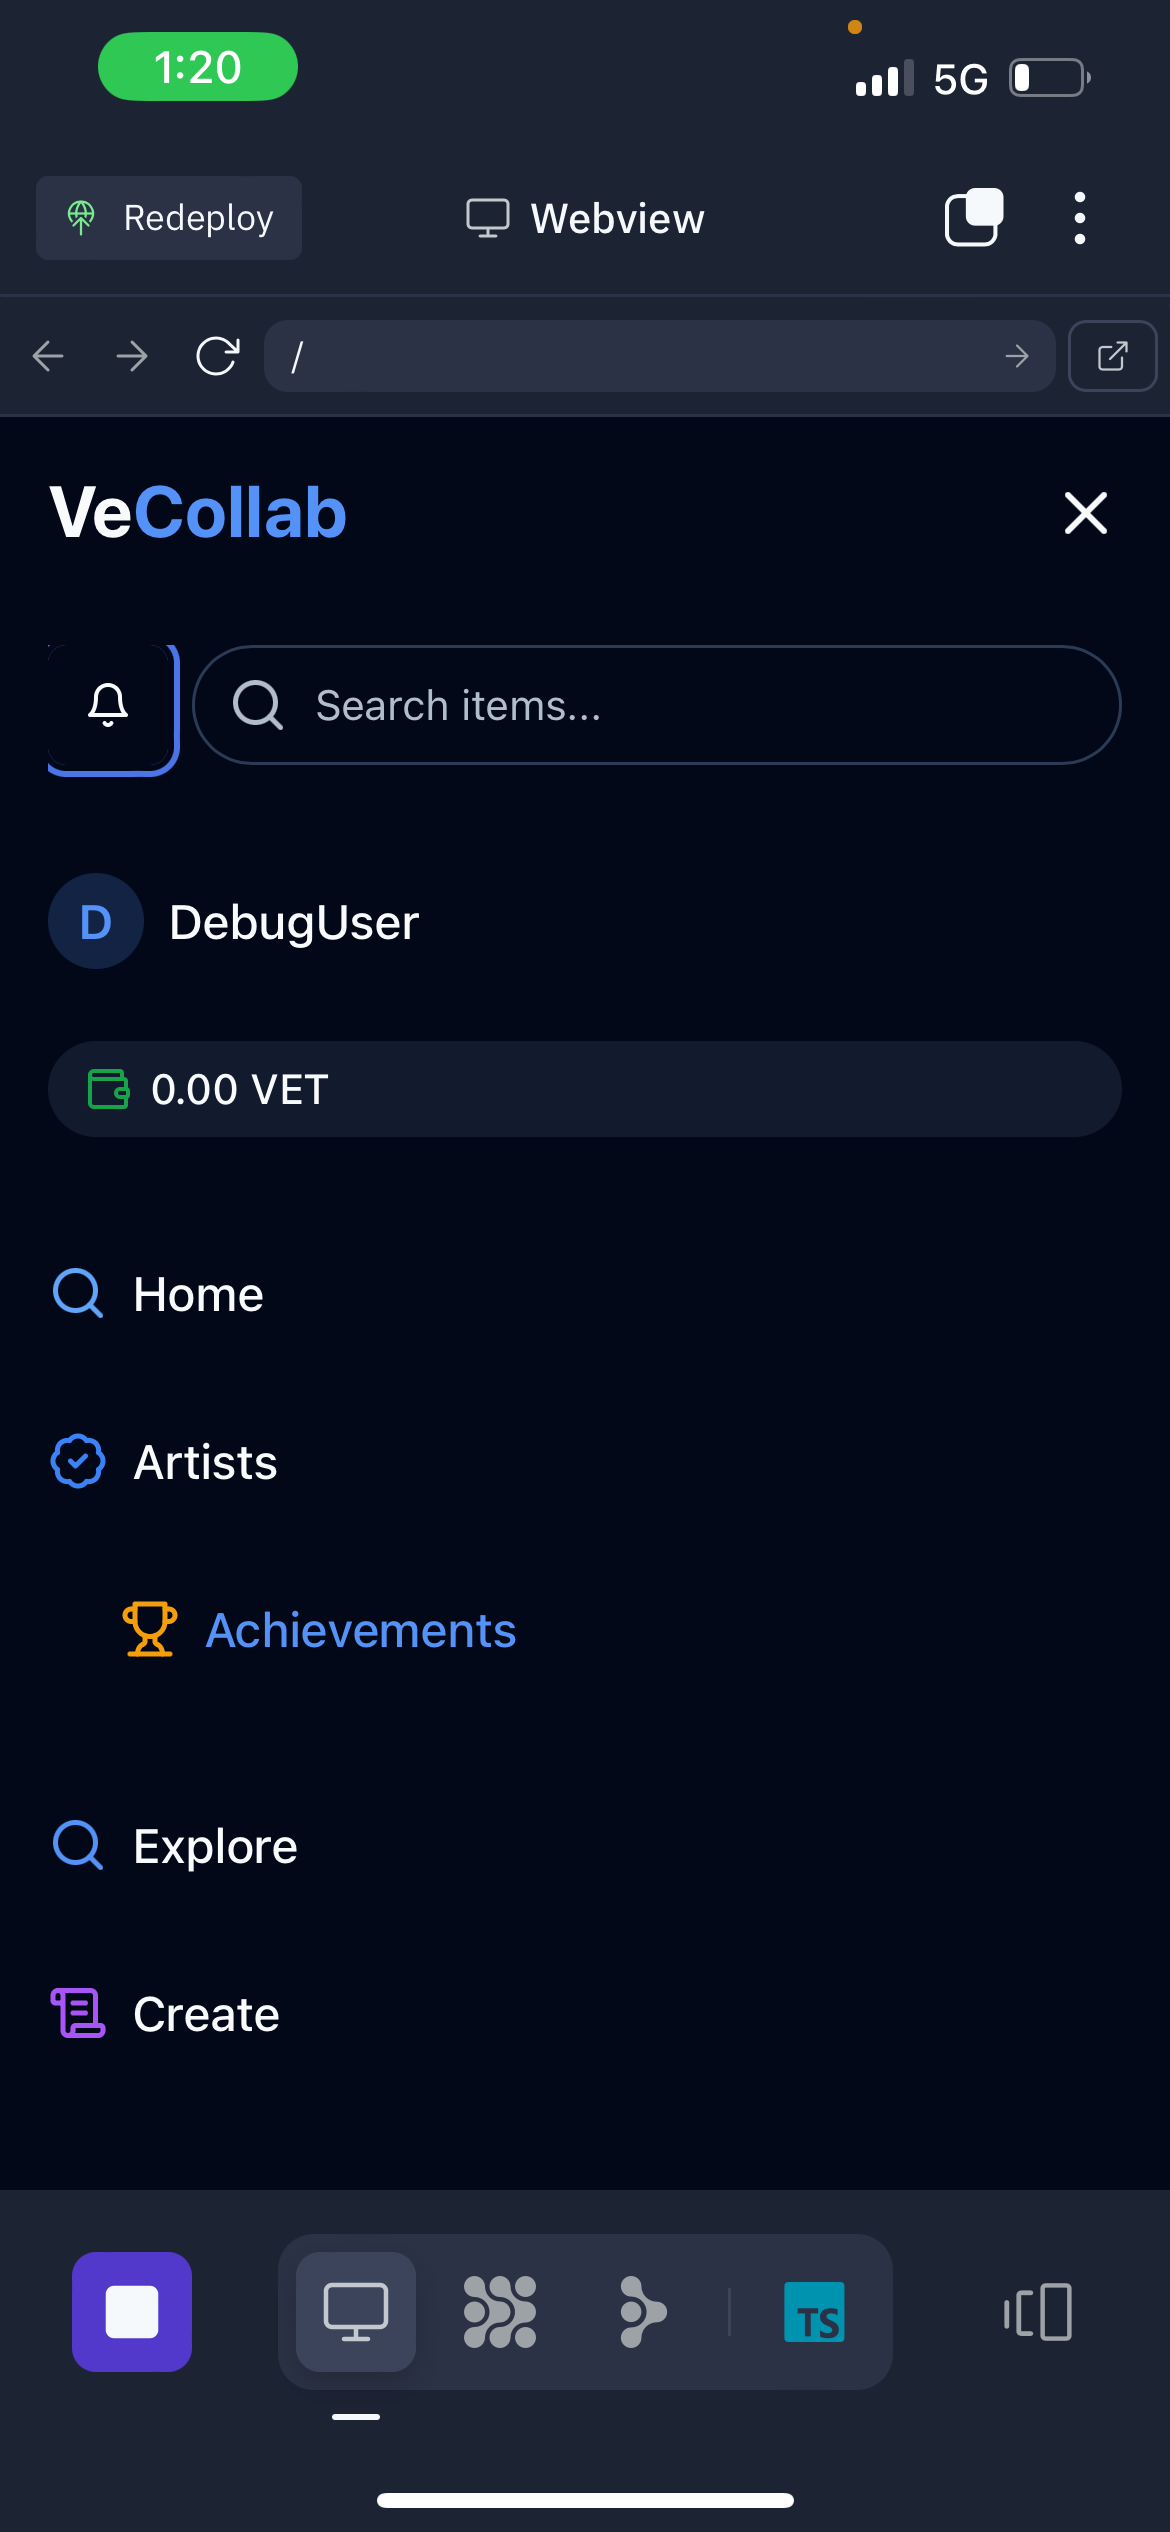 1:20
5G
Redeploy
Webview
/
VeCollab
Search items...
D
DebugUser
0.00 VET
Home
Artists
Achievements
Explore
Create
TS